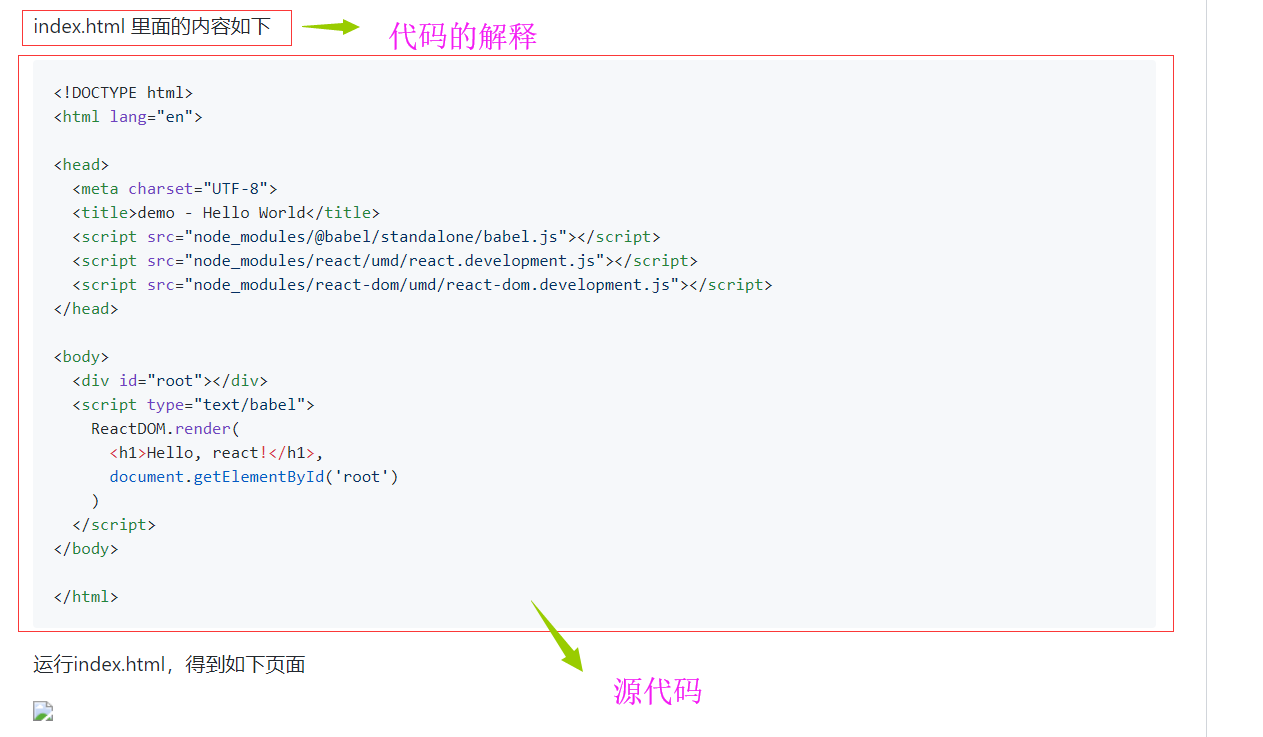 index.html 里面的内容如下
代码的解释
<!DOCTYPE html>
<html lang="en">
<head>
<meta charset="UTF-8">
<title>demo - Hello World</title>
<script src="node_modules/@babel/standalone/babel.js"></script>
<script src="node_modules/react/umd/react.development.js"></script>
<script src="node_modules/react-dom/umd/react-dom.development.js"></script>
</head>
<body>
<div id="root"></div>
<script type="text/babel">
ReactDOM.render(
<h1>Hello, react!</h1>,
document.getElementById('root')
)
</script>
</body>
</html>
运行index.html，得到如下页面
源代码